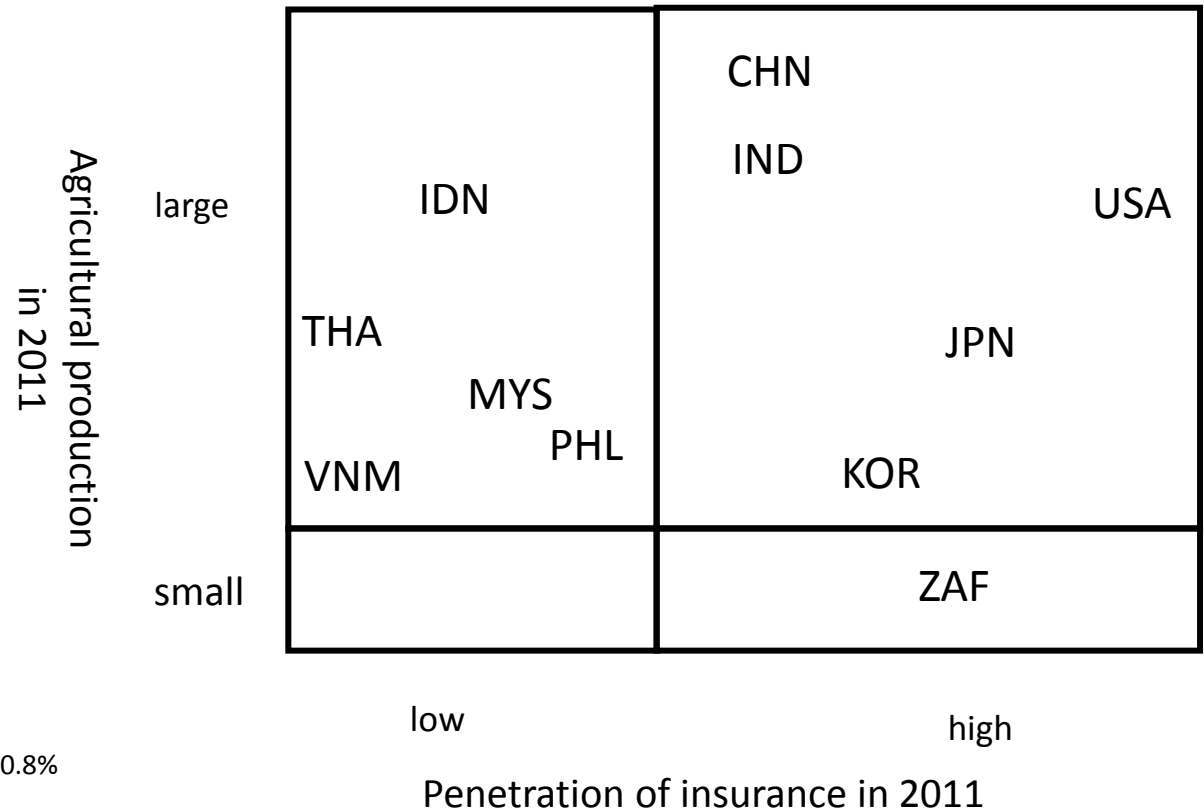 CHN
IND
large
IDN
USA
Agricultural production
in 2011
THA
JPN
MYS
PHL
VNM
KOR
small
ZAF
low
high
0.8%
Penetration of insurance in 2011